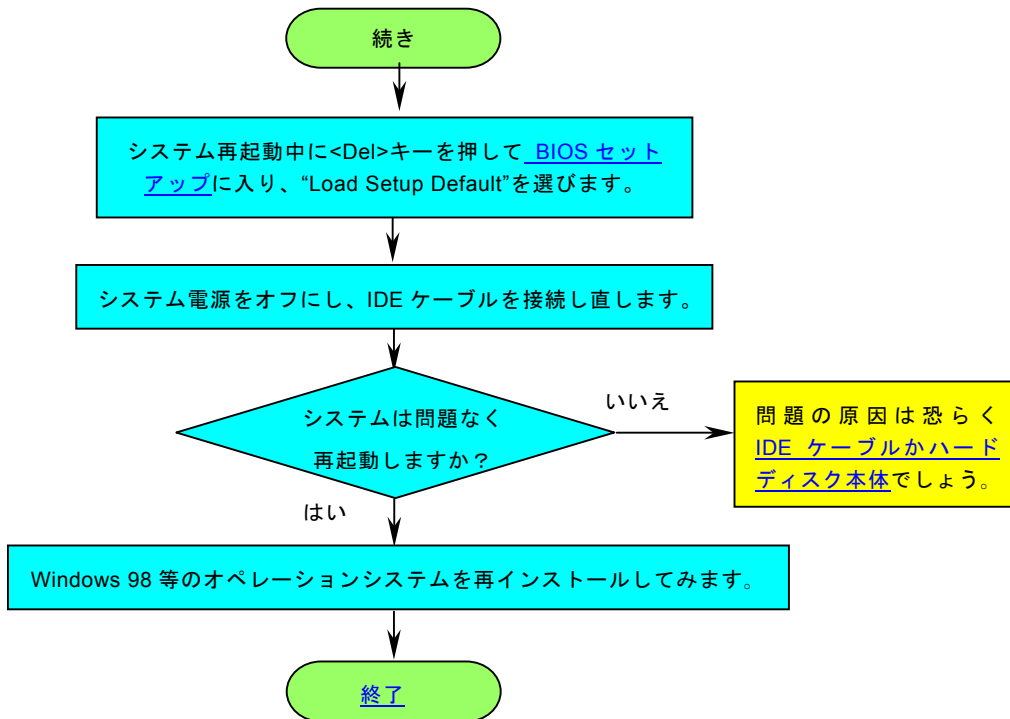 続き
システム再起動中に<Del>キーを押して BIOS セット
アップに入り、“Load Setup Default”を選びます。
システム電源をオフにし、IDE ケーブルを接続し直します。
システムは問題なく
再起動しますか？
いいえ
問題の原因は恐らく
IDE ケーブルかハード
ディスク本体でしょう。
はい
Windows 98 等のオペレーションシステムを再インストールしてみます。
終了